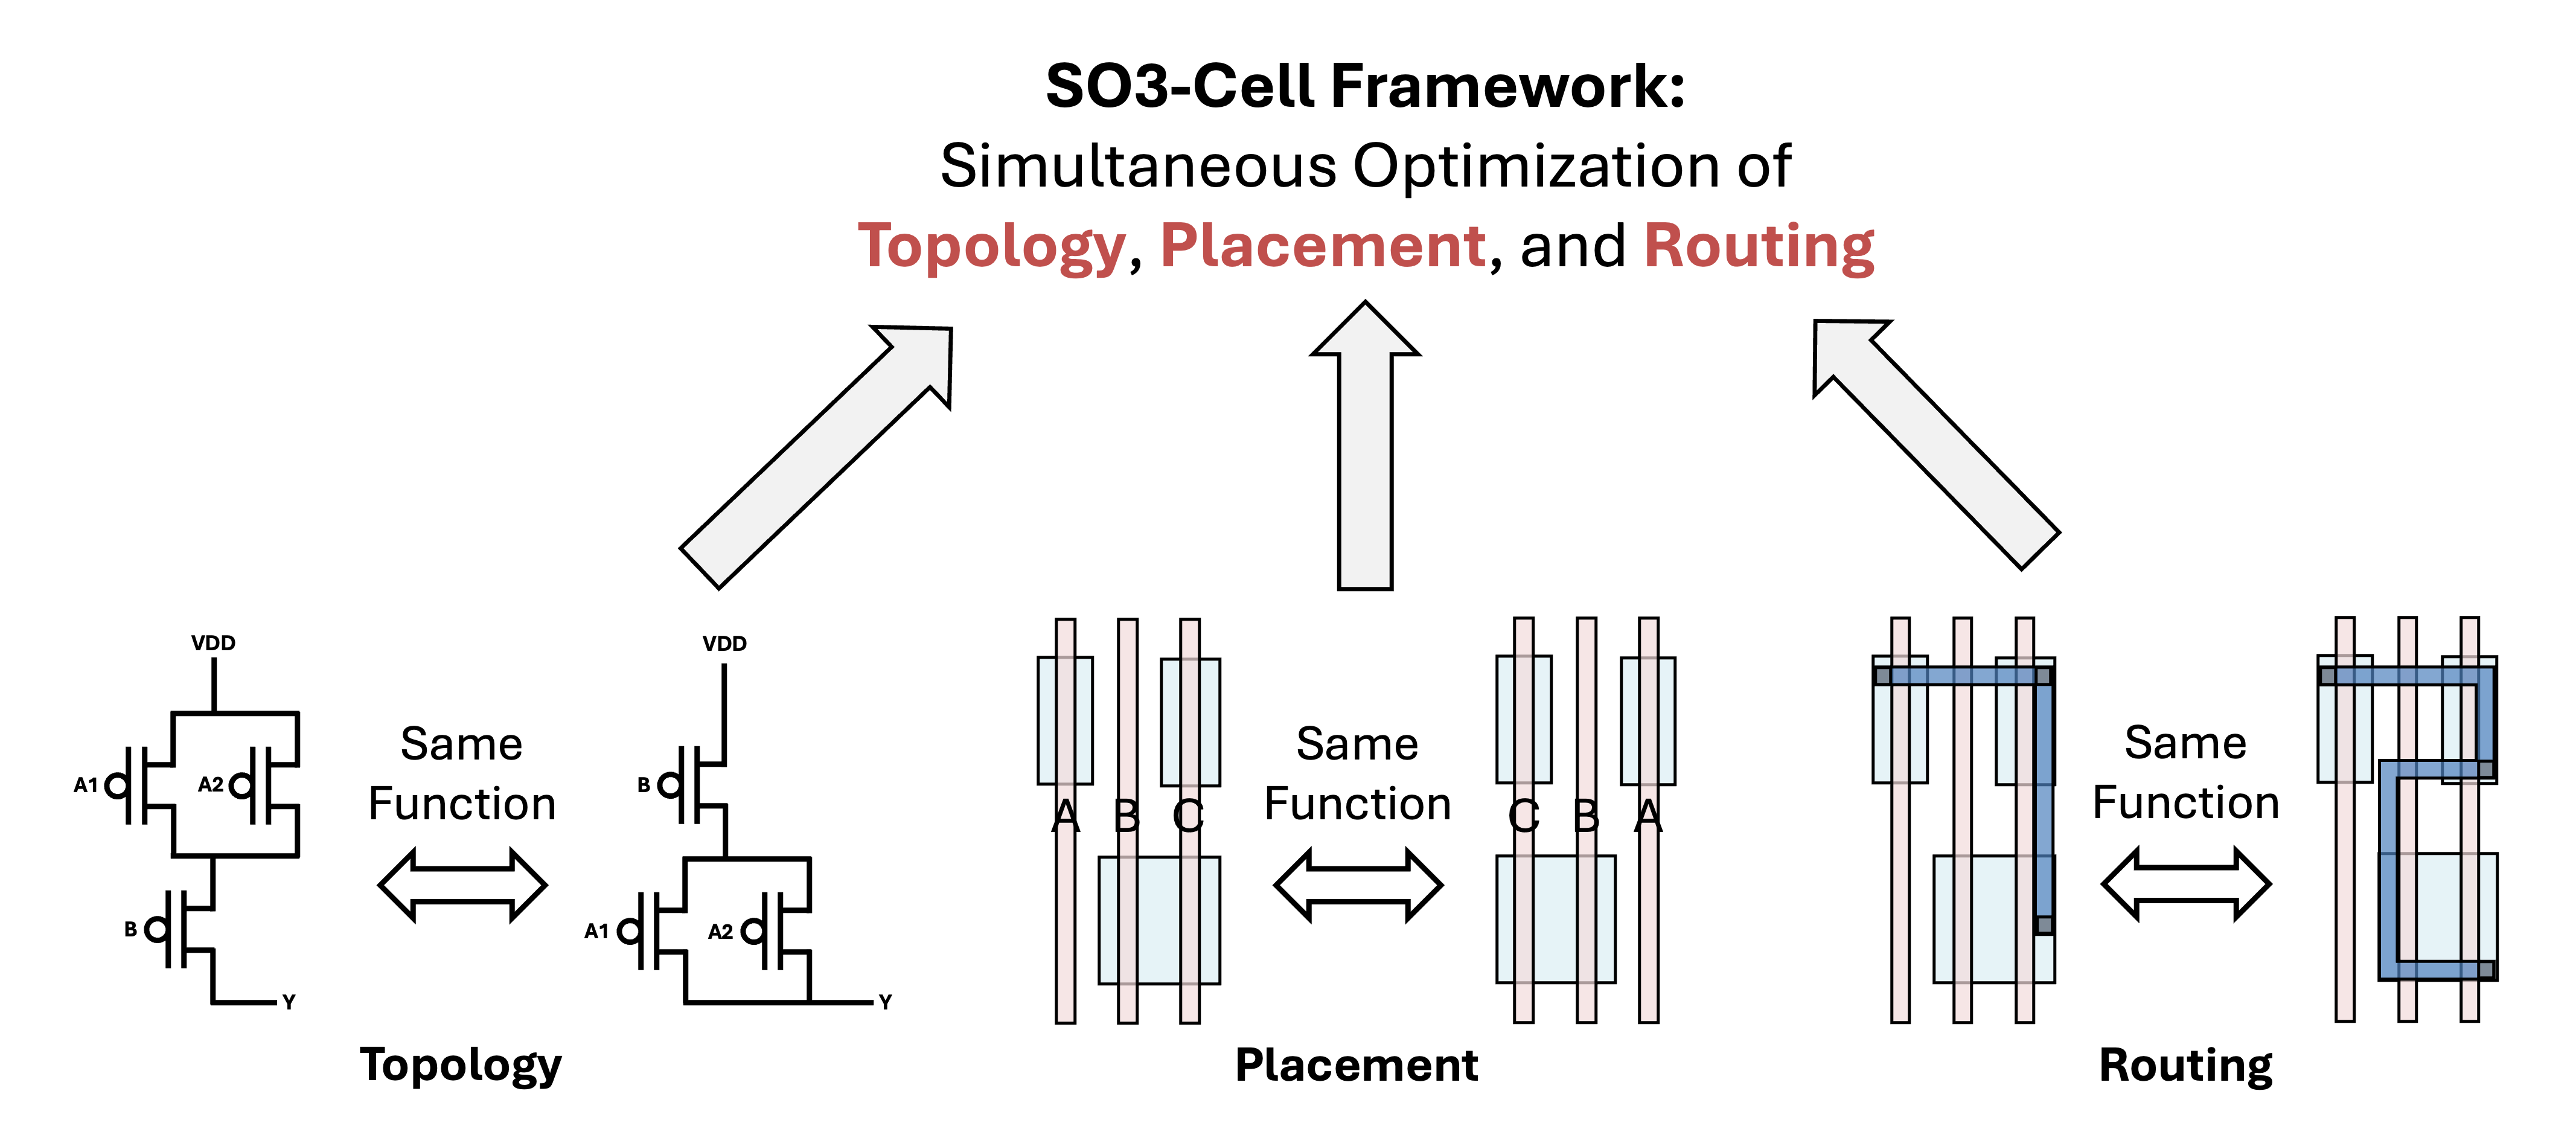 SO3-Cell Framework:
Simultaneous Optimization of
Topology, Placement, and Routing
VDD
A1
A2
B
Y
Same
Function
VDD
B
A1
A2
Y
Topology
A B C
Same
Function
C B A
Placement
Same
Function
Routing